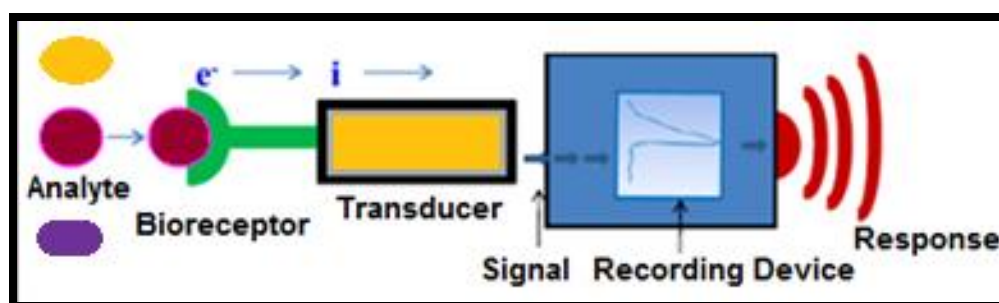 e- i
Analyte
Bioreceptor
Transducer
Signal
Recording Device
Response